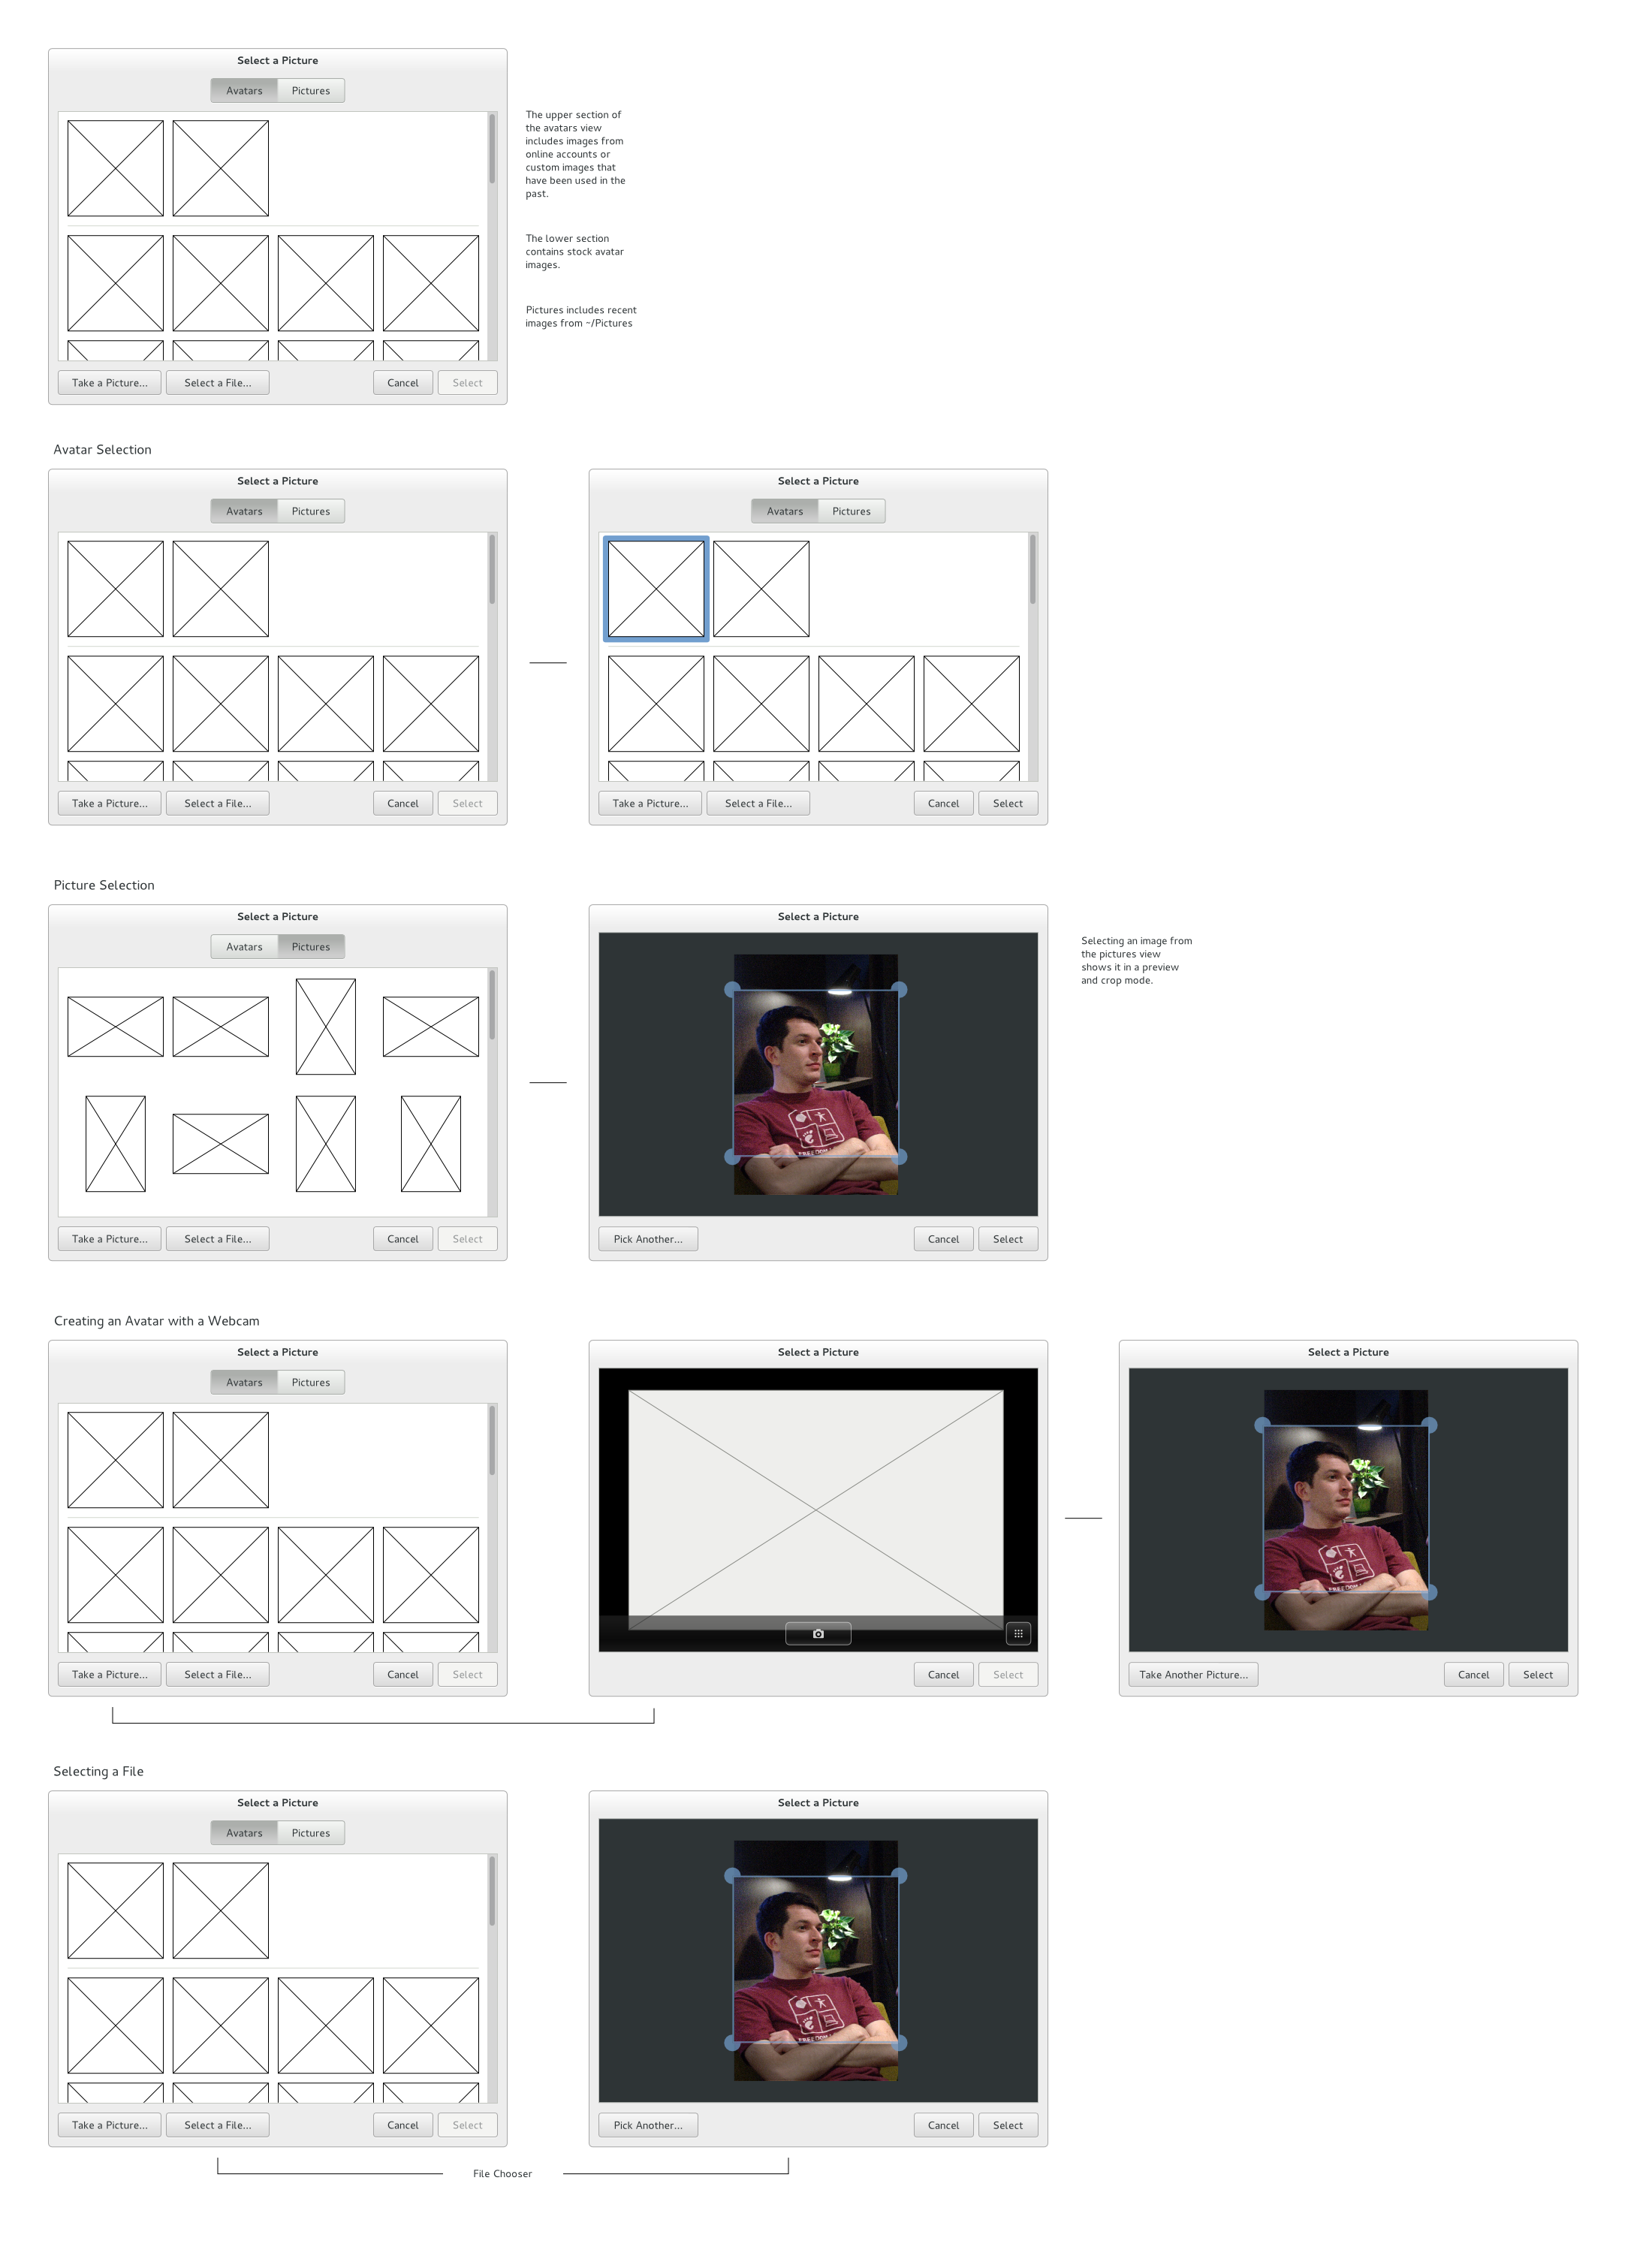 Select a Picture
Avatars
Pictures
The upper section of
the avatars view
includes images from
online accounts or
custom images that
have been used in the
past.
The lower section
contains stock avatar
images.
Pictures includes recent
images from ~/Pictures
Take a Picture...
Select a File...
Cancel
Select
Avatar Selection
Select a Picture
Avatars
Pictures
Take a Picture...
Select a File...
Cancel
Select
Select a Picture
Avatars
Pictures
Take a Picture...
Select a File...
Cancel
Select
Picture Selection
Select a Picture
Avatars
Pictures
Take a Picture...
Select a File...
Cancel
Select
Select a Picture
FREEDOM
Pick Another...
Cancel
Select
Selecting an image from
the pictures view
shows it in a preview
and crop mode.
Creating an Avatar with a Webcam
Select a Picture
Avatars
Pictures
Take a Picture...
Select a File...
Cancel
Select
Select a Picture
Cancel
Select
Select a Picture
FREEDOM
Take Another Picture...
Cancel
Select
Selecting a File
Select a Picture
Avatars
Pictures
Take a Picture...
Select a File...
Cancel
Select
Select a Picture
FREEDOM
Pick Another...
Cancel
Select
File Chooser